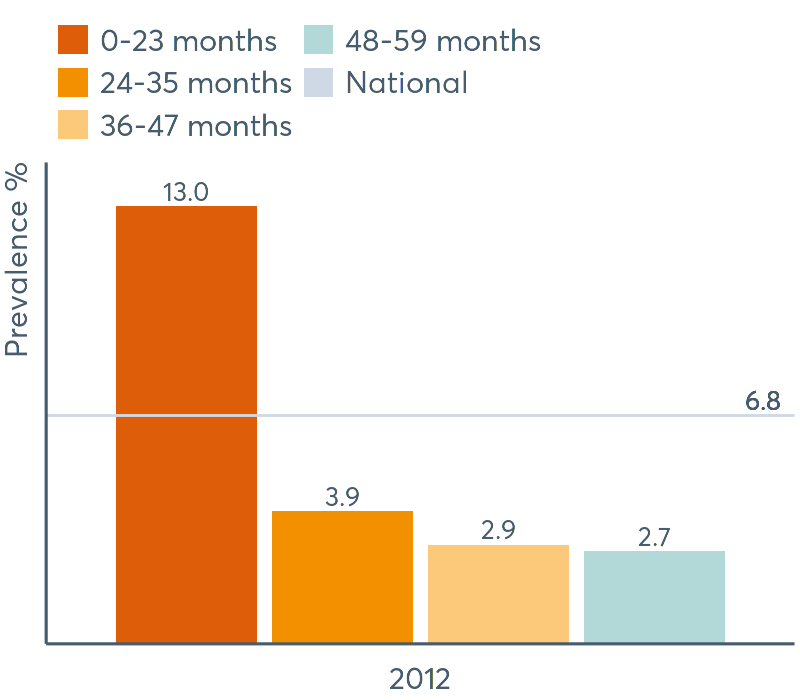 0-23 months
48-59 months
24-35 months
National
36-47 months
Prevalence %
13.0
6.8
3.9
2.9
2.7
2012